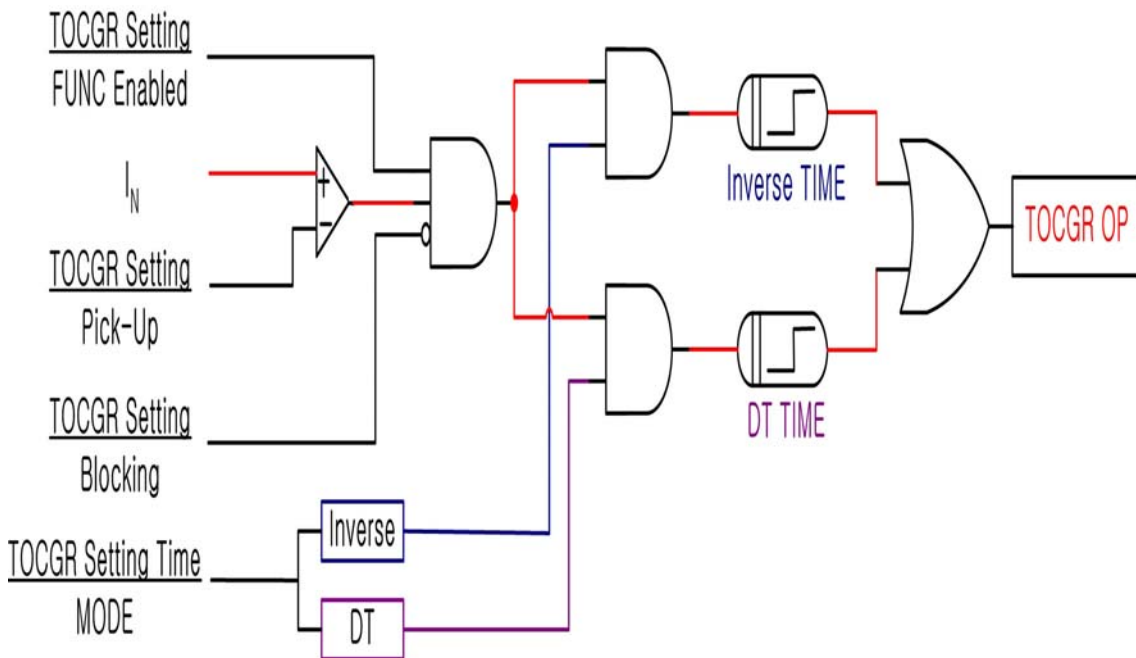 TOCGR Setting
FUNC Enabled
I_N
+
−
TOCGR Setting
Pick-Up
TOCGR Setting
Blocking
TOCGR Setting Time
MODE
Inverse
DT
Inverse TIME
DT TIME
TOCGR OP